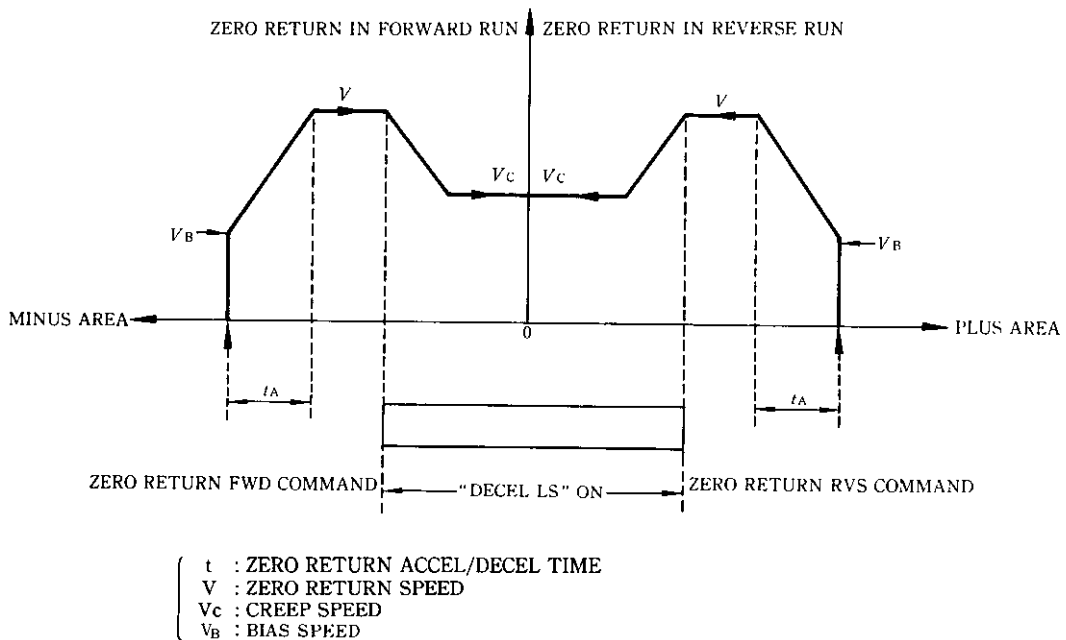 ZERO RETURN IN FORWARD RUN
ZERO RETURN IN REVERSE RUN
V
V
VC
VC
VB
VB
MINUS AREA
0
PLUS AREA
tA
tA
ZERO RETURN FWD COMMAND
"DECEL LS" ON
ZERO RETURN RVS COMMAND
t : ZERO RETURN ACCEL/DECEL TIME
V : ZERO RETURN SPEED
VC : CREEP SPEED
VB : BIAS SPEED